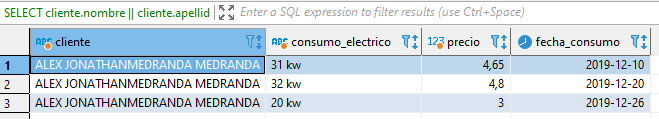 SELECT cliente.nombre || cliente.apellid Enter a SQL expression to filter results (use Ctrl+Space)
ABC cliente ABC consumo_electrico 123 precio fecha_consumo
1 ALEX JONATHANMEDRANDA MEDRANDA 31 kw 4,65 2019-12-10
2 ALEX JONATHANMEDRANDA MEDRANDA 32 kw 4,8 2019-12-20
3 ALEX JONATHANMEDRANDA MEDRANDA 20 kw 3 2019-12-26